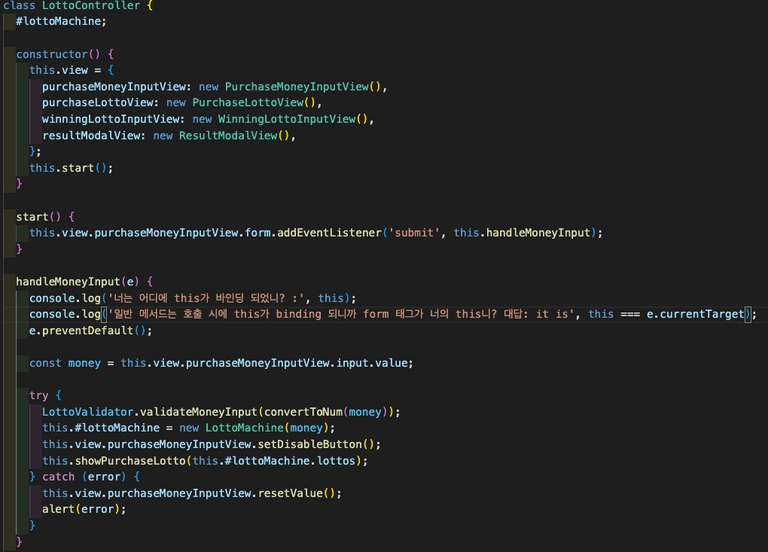 class LottoController {
  #lottoMachine;

  constructor() {
    this.view = {
      purchaseMoneyInputView: new PurchaseMoneyInputView(),
      purchaseLottoView: new PurchaseLottoView(),
      winningLottoInputView: new WinningLottoInputView(),
      resultModalView: new ResultModalView(),
    };
    this.start();
  }

  start() {
    this.view.purchaseMoneyInputView.form.addEventListener('submit', this.handleMoneyInput);
  }

  handleMoneyInput(e) {
    console.log('너는 어디에 this가 바인딩 되었니? :', this);
    console.log('일반 메서드는 호출 시에 this가 binding 되니까 form 태그가 너의 this니? 대답: it is', this === e.currentTarget);
    e.preventDefault();

    const money = this.view.purchaseMoneyInputView.input.value;

    try {
      LottoValidator.validateMoneyInput(convertToNum(money));
      this.#lottoMachine = new LottoMachine(money);
      this.view.purchaseMoneyInputView.setDisableButton();
      this.showPurchaseLotto(this.#lottoMachine.lottos);
    } catch (error) {
      this.view.purchaseMoneyInputView.resetValue();
      alert(error);
    }
  }